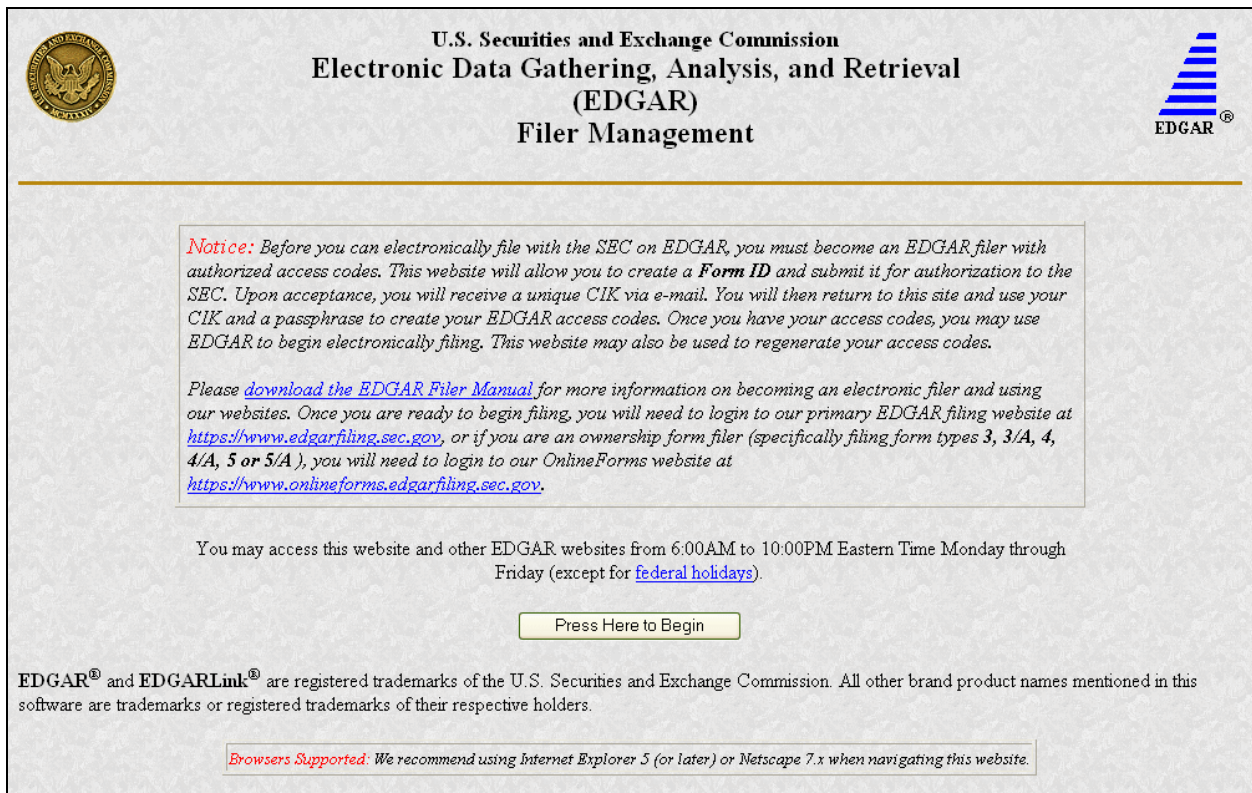 U.S. Securities and Exchange Commission
Electronic Data Gathering, Analysis, and Retrieval
(EDGAR)
Filer Management
EDGAR ®
Notice: Before you can electronically file with the SEC on EDGAR, you must become an EDGAR filer with
authorized access codes. This website will allow you to create a Form ID and submit it for authorization to the
SEC. Upon acceptance, you will receive a unique CIK via e-mail. You will then return to this site and use your
CIK and a passphrase to create your EDGAR access codes. Once you have your access codes, you may use
EDGAR to begin electronically filing. This website may also be used to regenerate your access codes.
Please download the EDGAR Filer Manual for more information on becoming an electronic filer and using
our websites. Once you are ready to begin filing, you will need to login to our primary EDGAR filing website at
https://www.edgarfiling.sec.gov, or if you are an ownership form filer (specifically filing form types 3, 3/A, 4,
4/A, 5 or 5/A ), you will need to login to our OnlineForms website at
https://www.onlineforms.edgarfiling.sec.gov.
You may access this website and other EDGAR websites from 6:00AM to 10:00PM Eastern Time Monday through
Friday (except for federal holidays).
Press Here to Begin
EDGAR® and EDGARLink® are registered trademarks of the U.S. Securities and Exchange Commission. All other brand product names mentioned in this
software are trademarks or registered trademarks of their respective holders.
Browsers Supported: We recommend using Internet Explorer 5 (or later) or Netscape 7.x when navigating this website.